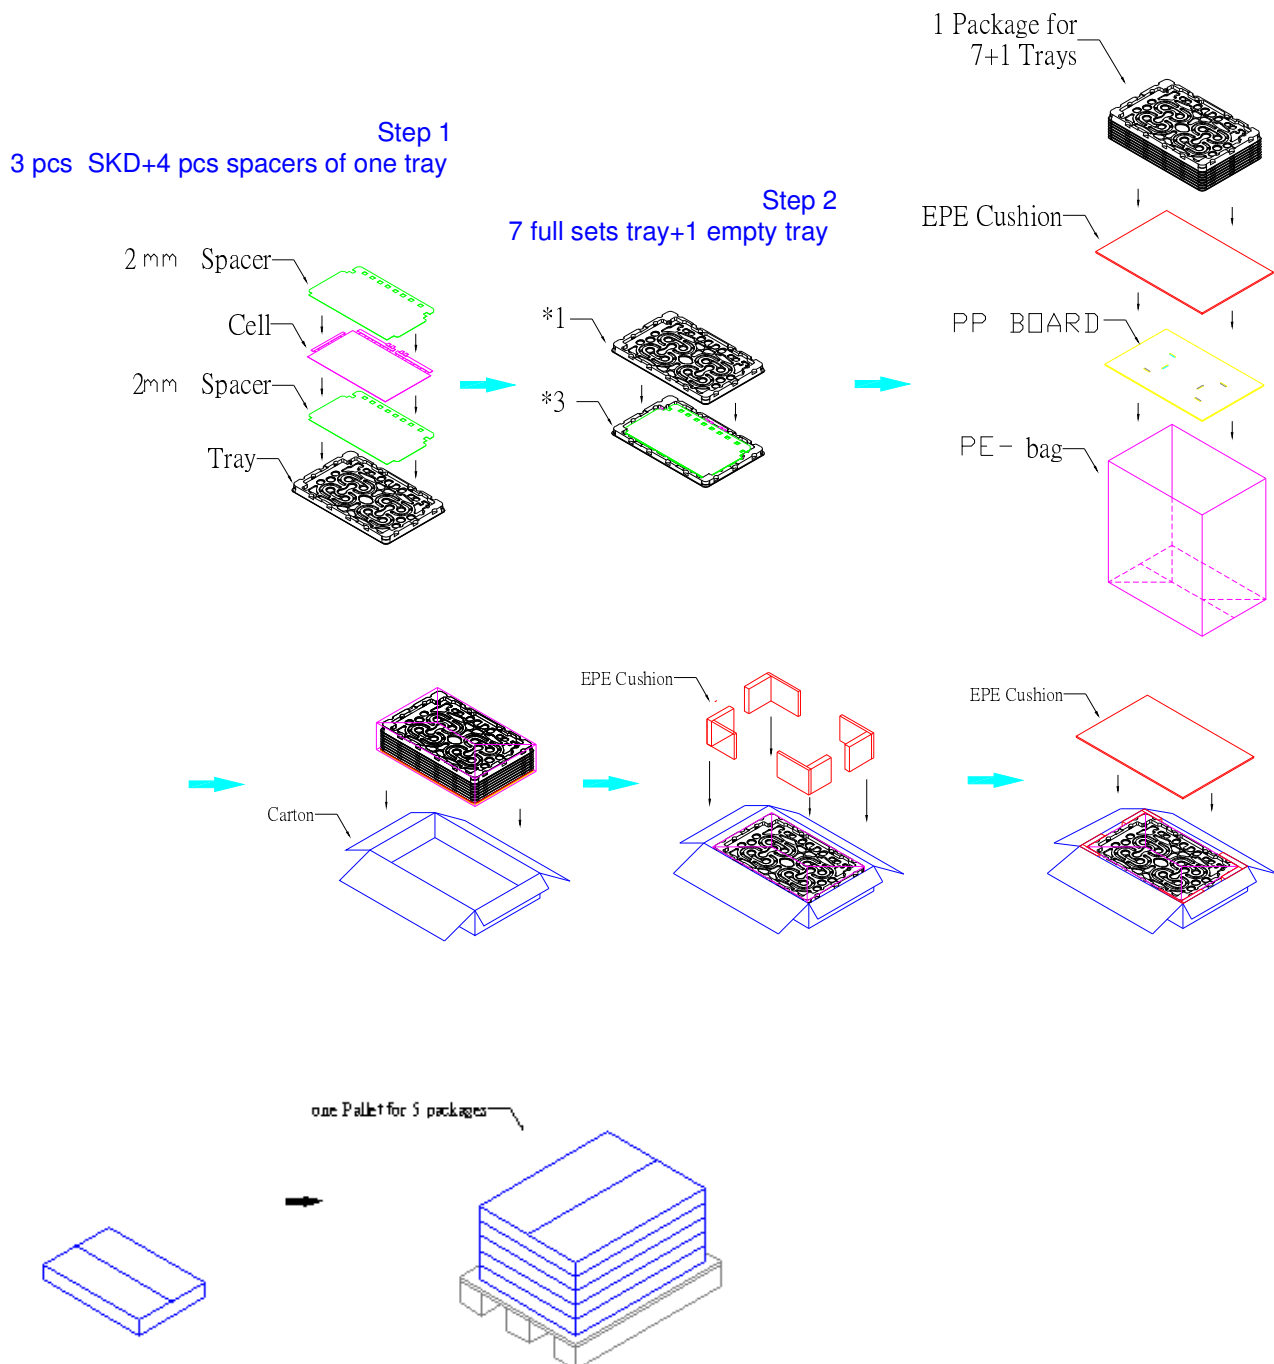 1 Package for
7+1 Trays
Step 1
3 pcs  SKD+4 pcs spacers of one tray
Step 2
7 full sets tray+1 empty tray
EPE Cushion
2mm Spacer
Cell
2mm Spacer
Tray
*1
*3
PP BOARD
PE- bag
EPE Cushion
EPE Cushion
Carton
one Pallet for 5 packages